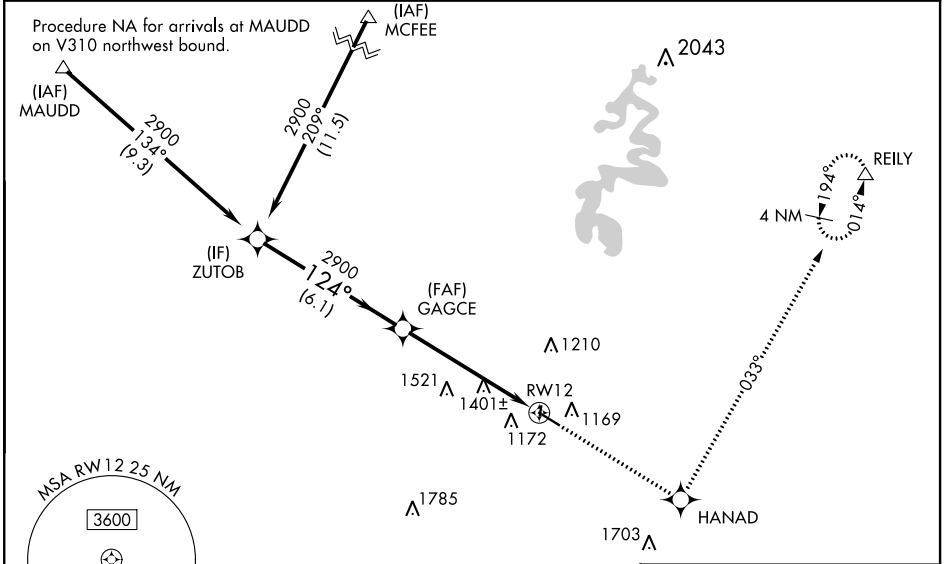 Procedure NA for arrivals at MAUDD
on V310 northwest bound.
(IAF)
MCFEE
2043
(IAF)
MAUDD
2900
134°
(9.3)
2900
209°
(11.5)
REILY
194°
014°
4 NM
(IF)
ZUTOB
2900
124°
(6.1)
(FAF)
GAGCE
1210
1521
1401±
RW12
1169
1172
033°
MSA RW12 25 NM
3600
1785
HANAD
1703